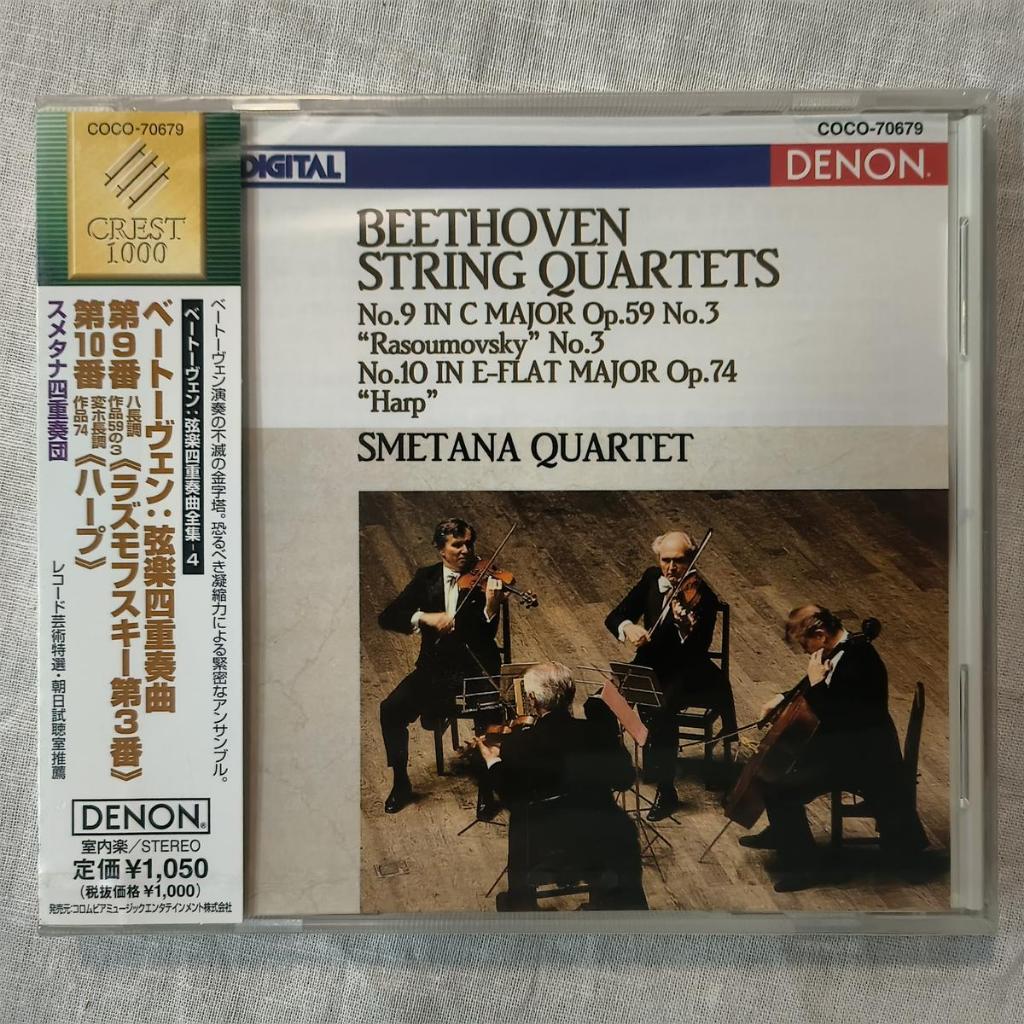 COCO-70679
CREST
1000
ベートーヴェン演奏の不滅の金字塔。恐るべき凝縮力による緊密なアンサンブル。
ベートーヴェン:弦楽四重奏曲全集-4
ベートーヴェン:弦楽四重奏曲
第9番 ハ長調 作品59の3 《ラズモフスキー第3番》
第10番 変ホ長調 作品74 《ハープ》
スメタナ四重奏団
レコード芸術特選・朝日試聴室推薦
DENON®
室内楽/STEREO
定価¥1,050
(税抜価格¥1,000)
発売元:コロムビアミュージックエンタテインメント株式会社
COCO-70679
DIGITAL
DENON.
BEETHOVEN
STRING QUARTETS
No.9 IN C MAJOR Op.59 No.3
“Rasoumovsky” No.3
No.10 IN E-FLAT MAJOR Op.74
“Harp”
SMETANA QUARTET